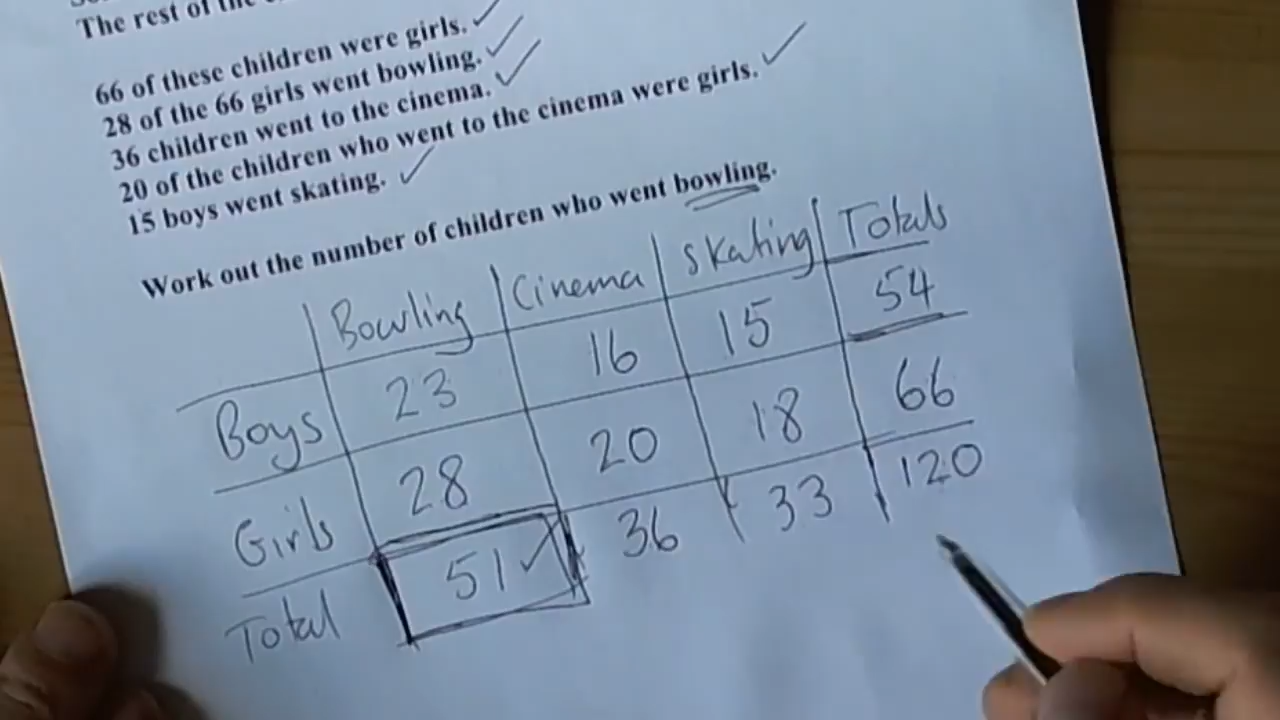 The rest of the
66 of these children were girls.
28 of the 66 girls went bowling.
36 children went to the cinema.
20 of the children who went to the cinema were girls.
15 boys went skating.
Work out the number of children who went bowling.
Bowling Cinema Skating Totals
Boys 23 16 15 54
Girls 28 20 18 66
Total 51 36 33 120